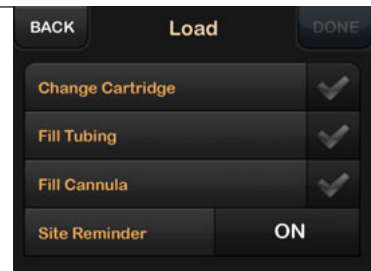 BACK Load DONE
Change Cartridge
Fill Tubing
Fill Cannula
Site Reminder ON